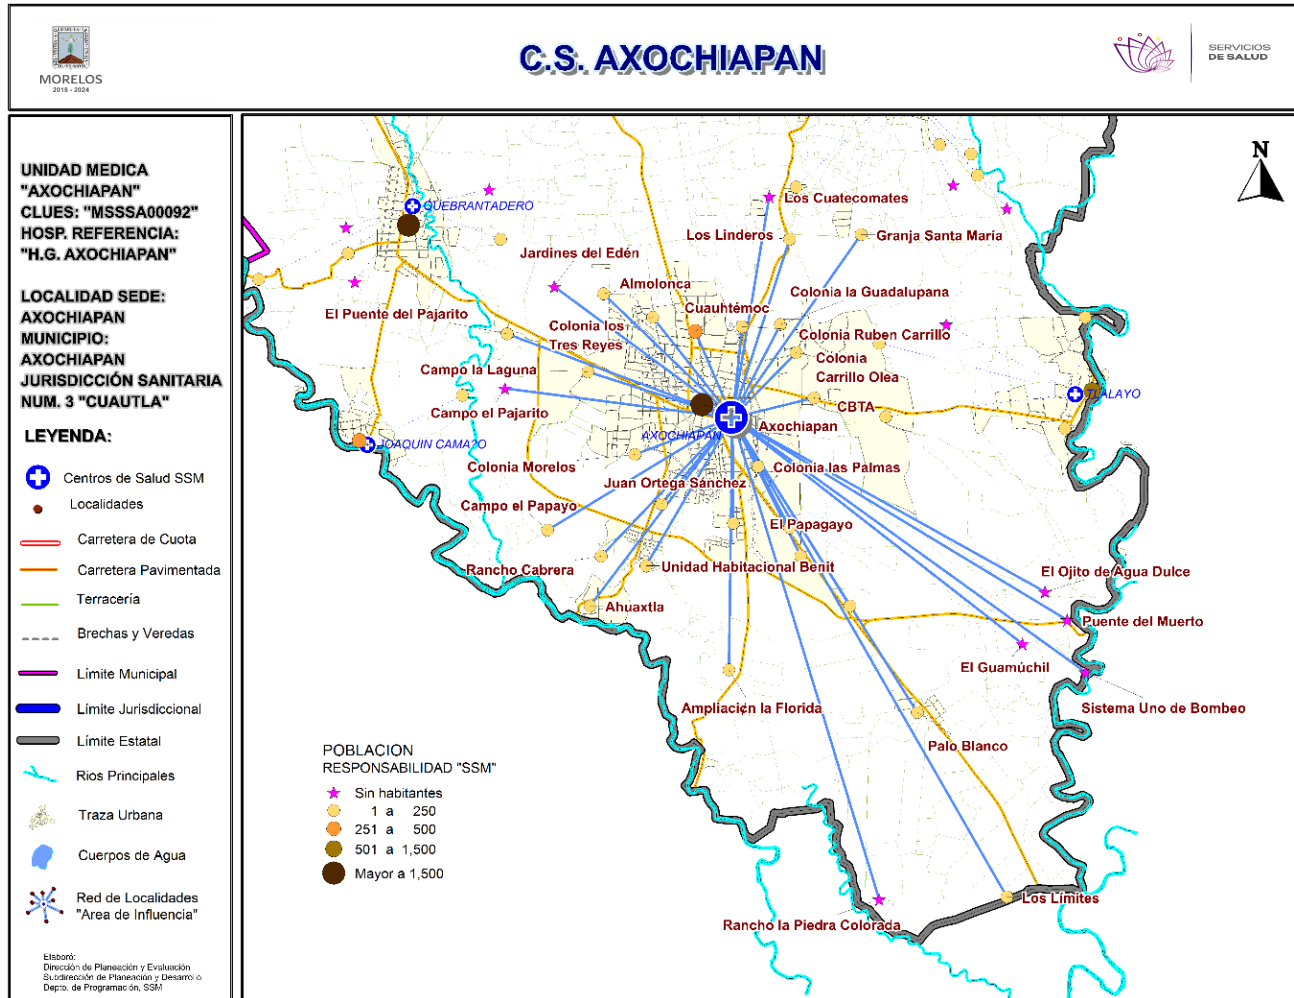 MORELOS
2018 - 2024
C.S. AXOCHIAPAN
SERVICIOS
DE SALUD
UNIDAD MEDICA
"AXOCHIAPAN"
CLUES: "MSSSA00092"
HOSP. REFERENCIA:
"H.G. AXOCHIAPAN"
LOCALIDAD SEDE:
AXOCHIAPAN
MUNICIPIO:
AXOCHIAPAN
JURISDICCIÓN SANITARIA
NUM. 3 "CUAUTLA"
LEYENDA:
Centros de Salud SSM
Localidades
Carretera de Cuota
Carretera Pavimentada
Terracería
Brechas y Veredas
Límite Municipal
Límite Jurisdiccional
Límite Estatal
Rios Principales
Traza Urbana
Cuerpos de Agua
Red de Localidades
"Area de Influencia"
Elaboró:
Dirección de Planeación y Evaluación
Subdirección de Planeación y Desarrollo
Depto. de Programación, SSM
N
QUEBRANTADERO
Los Cuatecomates
Los Linderos
Granja Santa María
Jardines del Edén
Almolonca
Colonia la Guadalupana
El Puente del Pajarito
Cuauhtémoc
Colonia los
Tres Reyes
Colonia Ruben Carrillo
Colonia
Carrillo Olea
Campo la Laguna
TLALAYO
Campo el Pajarito
CBTA
Axochiapan
AXOCHIAPAN
JOAQUIN CAMAÑO
Colonia Morelos
Colonia las Palmas
Juan Ortega Sánchez
Campo el Papayo
El Papagayo
Rancho Cabrera
Unidad Habitacional Benit
El Ojito de Agua Dulce
Ahuaxtla
Puente del Muerto
El Guamúchil
Ampliación la Florida
Sistema Uno de Bombeo
Palo Blanco
POBLACION
RESPONSABILIDAD "SSM"
Sin habitantes
1 a 250
251 a 500
501 a 1,500
Mayor a 1,500
Los Límites
Rancho la Piedra Colorada